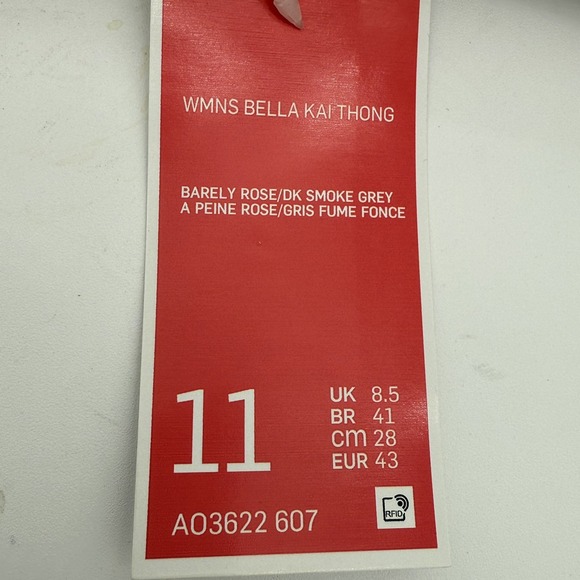 WMNS BELLA KAI THONG
BARELY ROSE/DK SMOKE GREY
A PEINE ROSE/GRIS FUME FONCE
11
UK 8.5
BR 41
cm 28
EUR 43
AO3622 607
RFID